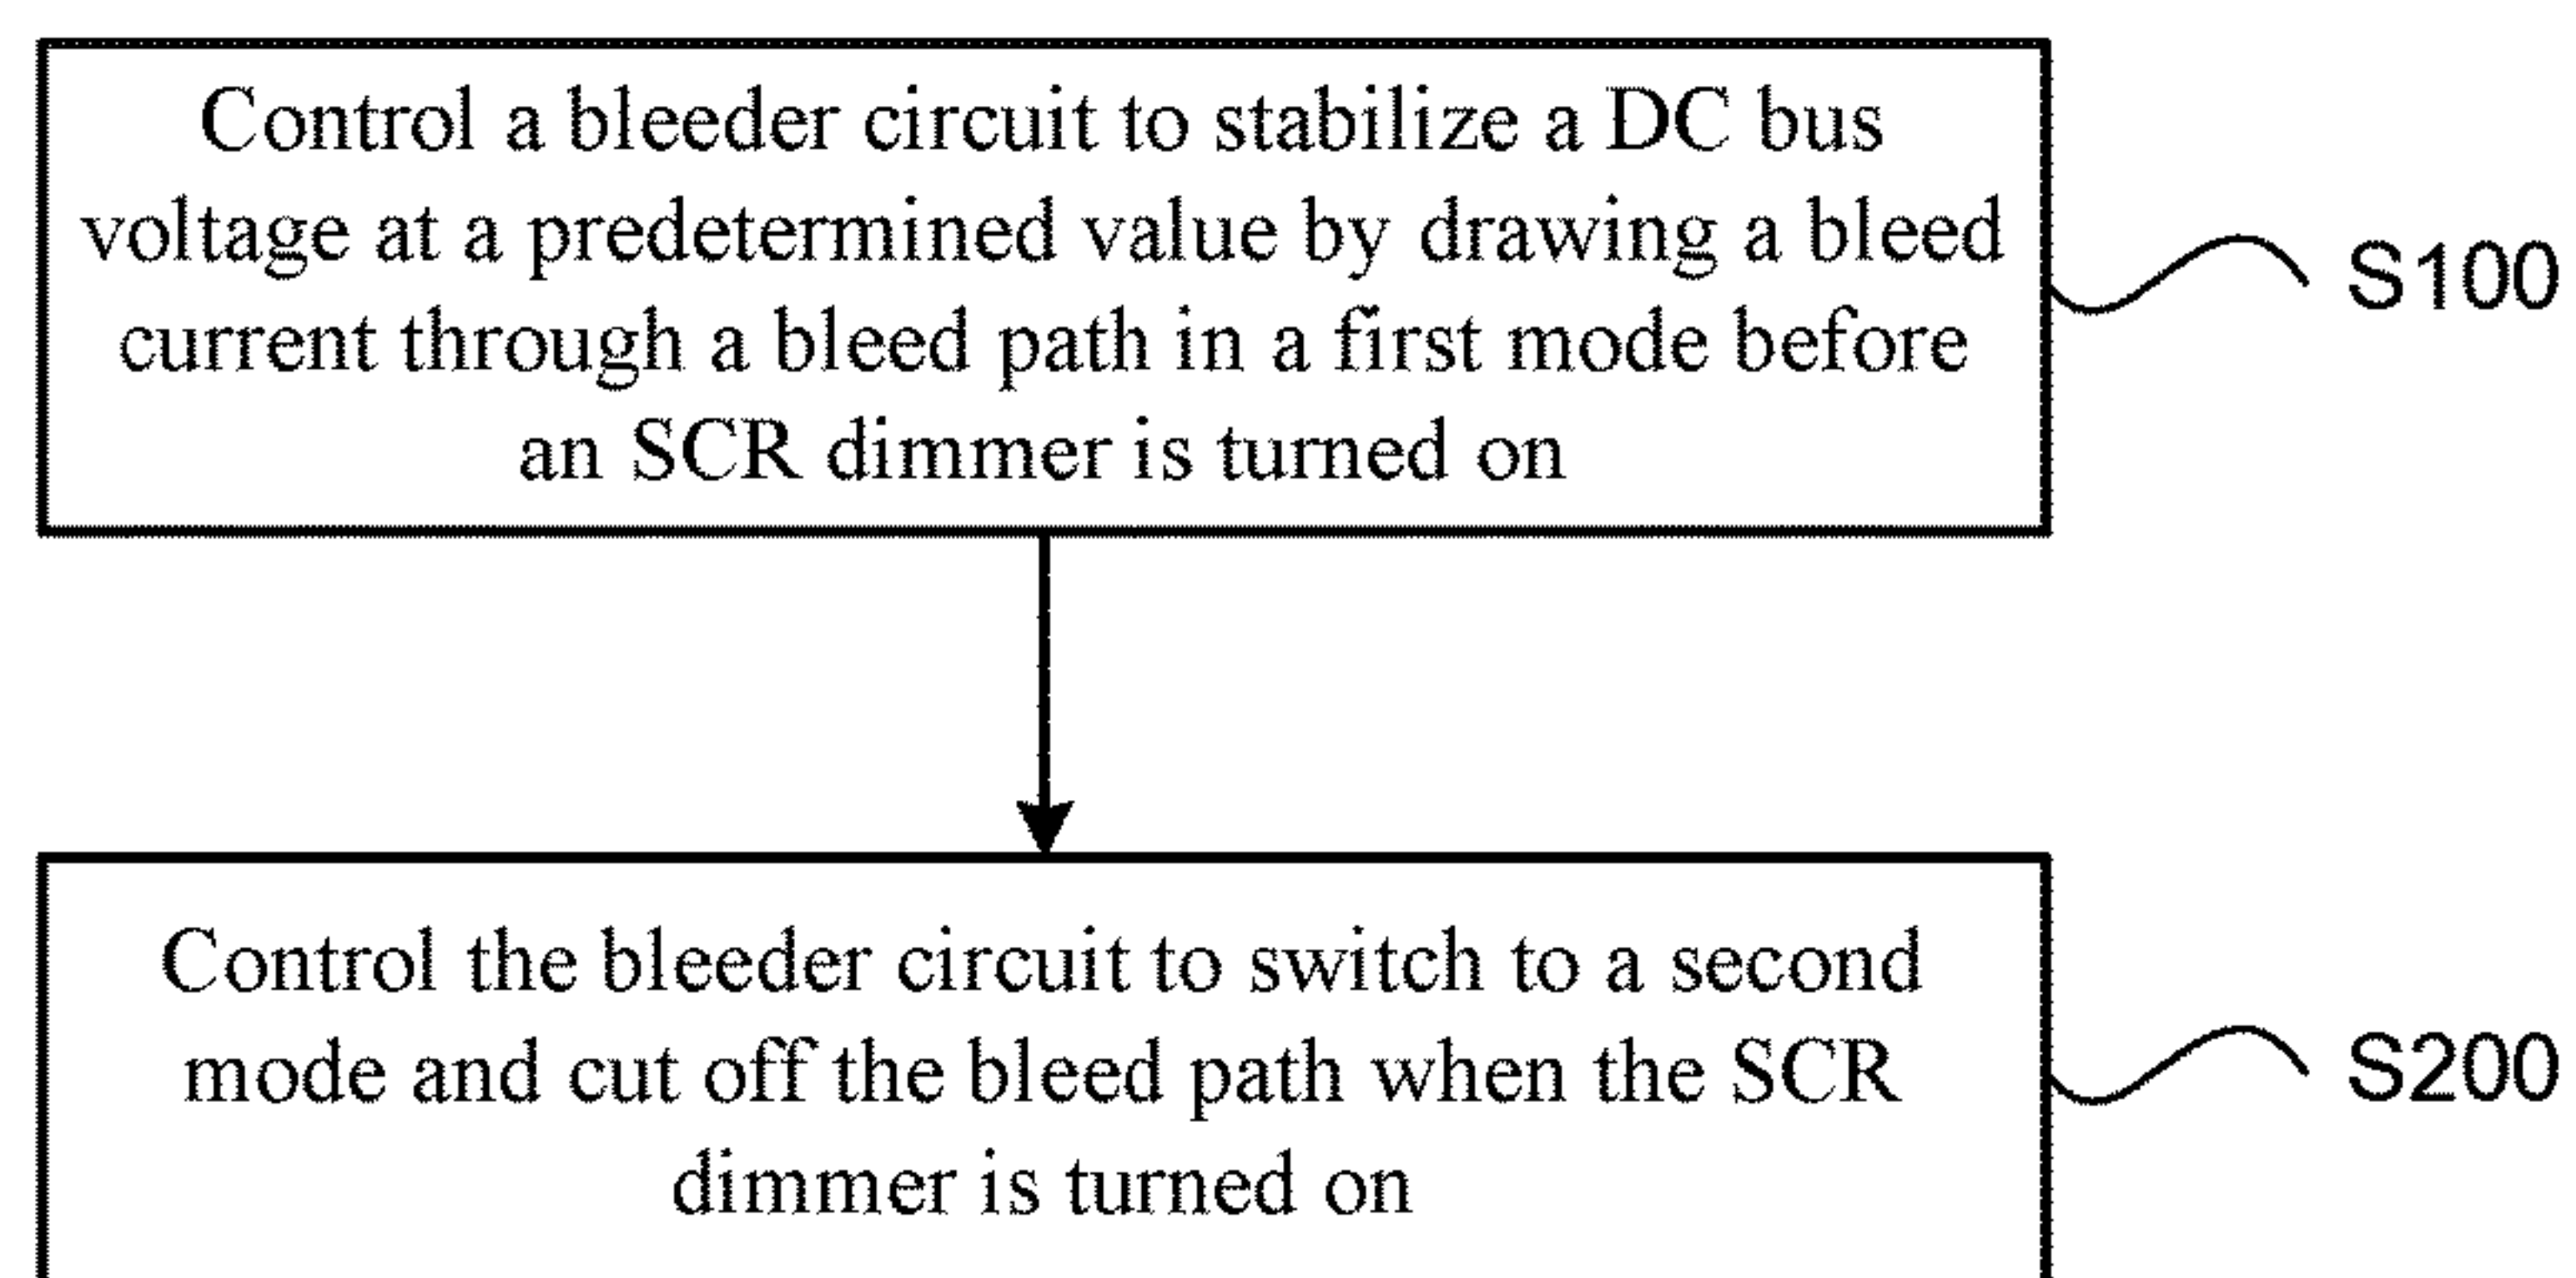 Control a bleeder circuit to stabilize a DC bus
voltage at a predetermined value by drawing a bleed
current through a bleed path in a first mode before
an SCR dimmer is turned on
S100
Control the bleeder circuit to switch to a second
mode and cut off the bleed path when the SCR
dimmer is turned on
S200